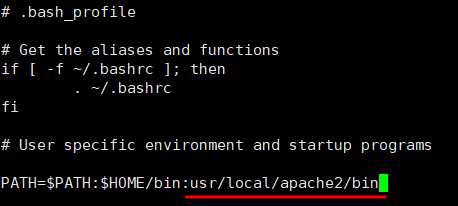 # .bash_profile
# Get the aliases and functions
if [ -f ~/.bashrc ]; then
        . ~/.bashrc
fi
# User specific environment and startup programs
PATH=$PATH:$HOME/bin:usr/local/apache2/bin